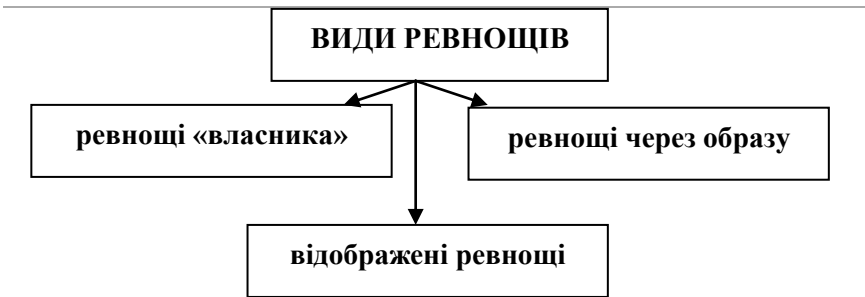 ВИДИ РЕВНОЩІВ
ревнощі «власника»
ревнощі через образу
відображені ревнощі